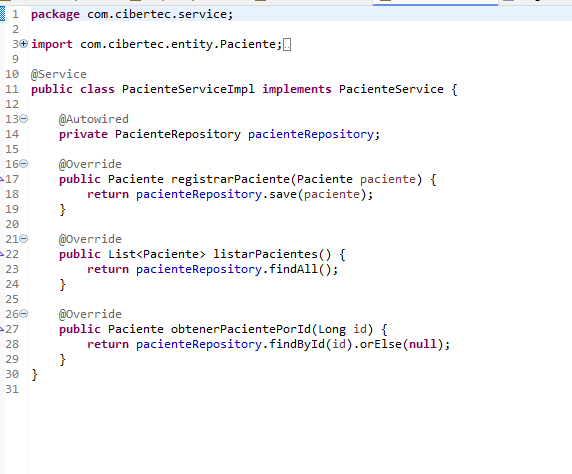 1 package com.cibertec.service;
2
3 import com.cibertec.entity.Paciente;
9
10 @Service
11 public class PacienteServiceImpl implements PacienteService {
12
13     @Autowired
14     private PacienteRepository pacienteRepository;
15
16     @Override
17     public Paciente registrarPaciente(Paciente paciente) {
18         return pacienteRepository.save(paciente);
19     }
20
21     @Override
22     public List<Paciente> listarPacientes() {
23         return pacienteRepository.findAll();
24     }
25
26     @Override
27     public Paciente obtenerPacientePorId(Long id) {
28         return pacienteRepository.findById(id).orElse(null);
29     }
30 }
31